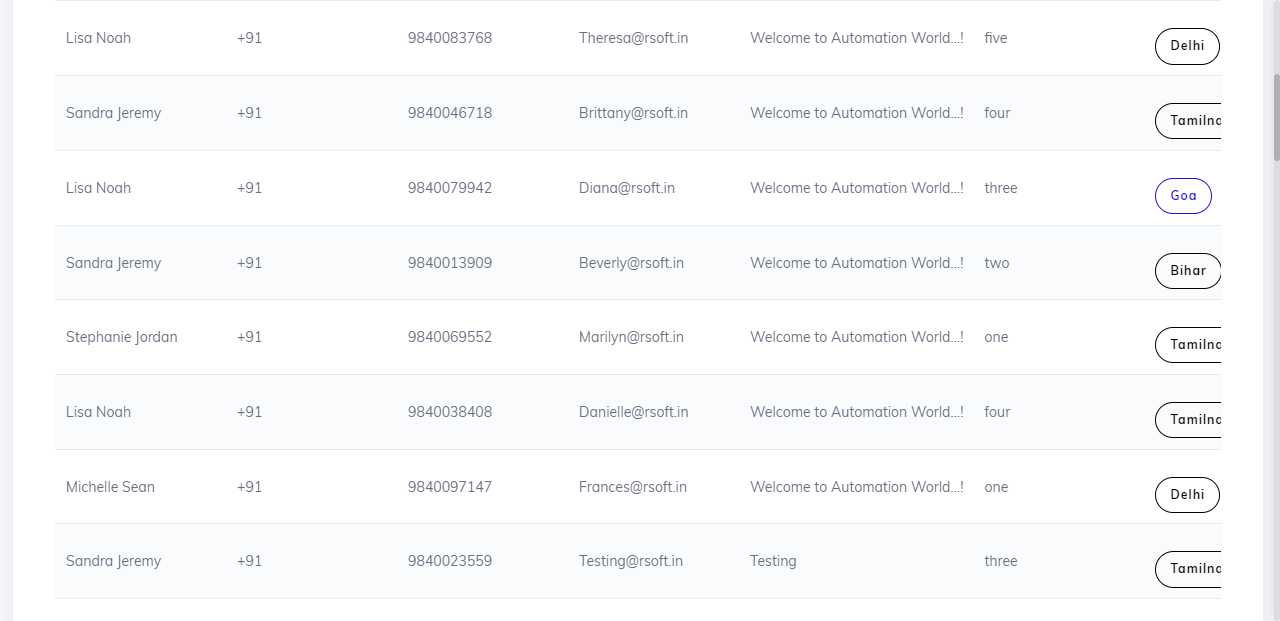 Lisa Noah +91 9840083768 Theresa@rsoft.in Welcome to Automation World...! five Delhi
Sandra Jeremy +91 9840046718 Brittany@rsoft.in Welcome to Automation World...! four
Lisa Noah +91 9840079942 Diana@rsoft.in Welcome to Automation World...! three Goa
Sandra Jeremy +91 9840013909 Beverly@rsoft.in Welcome to Automation World...! two Bihar
Stephanie Jordan +91 9840069552 Marilyn@rsoft.in Welcome to Automation World...! one
Lisa Noah +91 9840038408 Danielle@rsoft.in Welcome to Automation World...! four
Michelle Sean +91 9840097147 Frances@rsoft.in Welcome to Automation World...! one Delhi
Sandra Jeremy +91 9840023559 Testing@rsoft.in Testing three